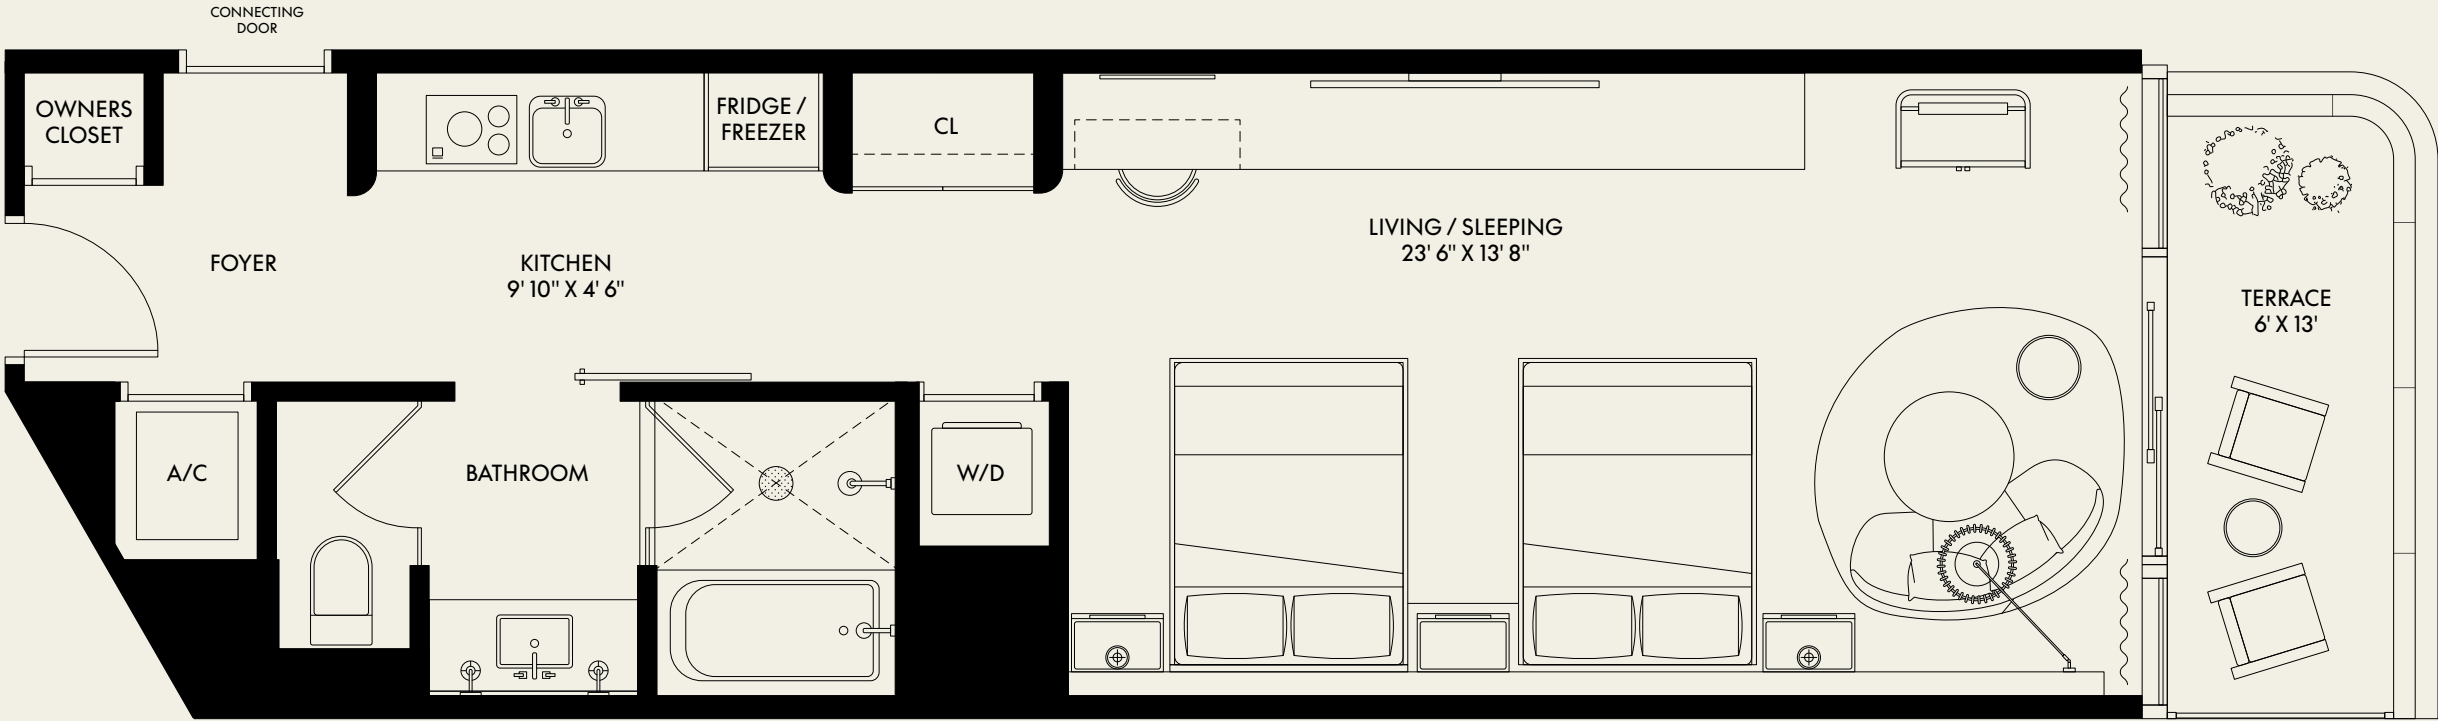 CONNECTING
DOOR
OWNERS
CLOSET
FRIDGE /
FREEZER
CL
FOYER
KITCHEN
9' 10" X 4' 6"
LIVING / SLEEPING
23' 6" X 13' 8"
TERRACE
6' X 13'
A/C
BATHROOM
W/D